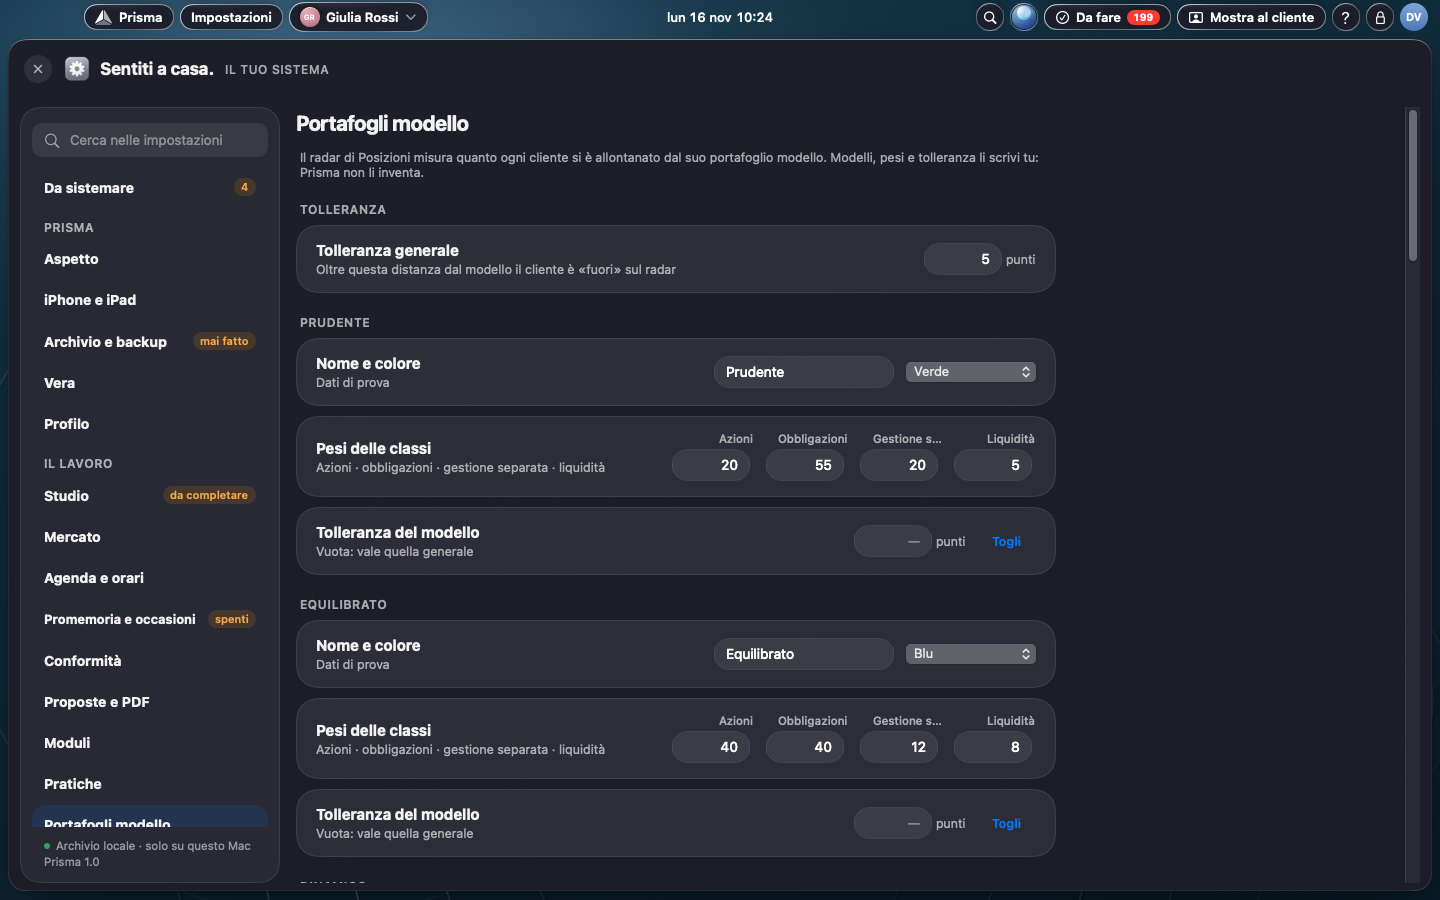 Prisma
Impostazioni
GR Giulia Rossi
lun 16 nov 10:24
Da fare 199
Mostra al cliente
?
DV
Sentiti a casa. IL TUO SISTEMA
Cerca nelle impostazioni
Da sistemare 4
PRISMA
Aspetto
iPhone e iPad
Archivio e backup mai fatto
Vera
Profilo
IL LAVORO
Studio da completare
Mercato
Agenda e orari
Promemoria e occasioni spenti
Conformità
Proposte e PDF
Moduli
Pratiche
Portafogli modello
Archivio locale · solo su questo Mac
Prisma 1.0
Portafogli modello
Il radar di Posizioni misura quanto ogni cliente si è allontanato dal suo portafoglio modello. Modelli, pesi e tolleranza li scrivi tu:
Prisma non li inventa.
TOLLERANZA
Tolleranza generale
Oltre questa distanza dal modello il cliente è «fuori» sul radar
5 punti
PRUDENTE
Nome e colore
Dati di prova
Prudente
Verde
Pesi delle classi
Azioni · obbligazioni · gestione separata · liquidità
Azioni Obbligazioni Gestione s... Liquidità
20 55 20 5
Tolleranza del modello
Vuota: vale quella generale
— punti Togli
EQUILIBRATO
Nome e colore
Dati di prova
Equilibrato
Blu
Pesi delle classi
Azioni · obbligazioni · gestione separata · liquidità
Azioni Obbligazioni Gestione s... Liquidità
40 40 12 8
Tolleranza del modello
Vuota: vale quella generale
— punti Togli